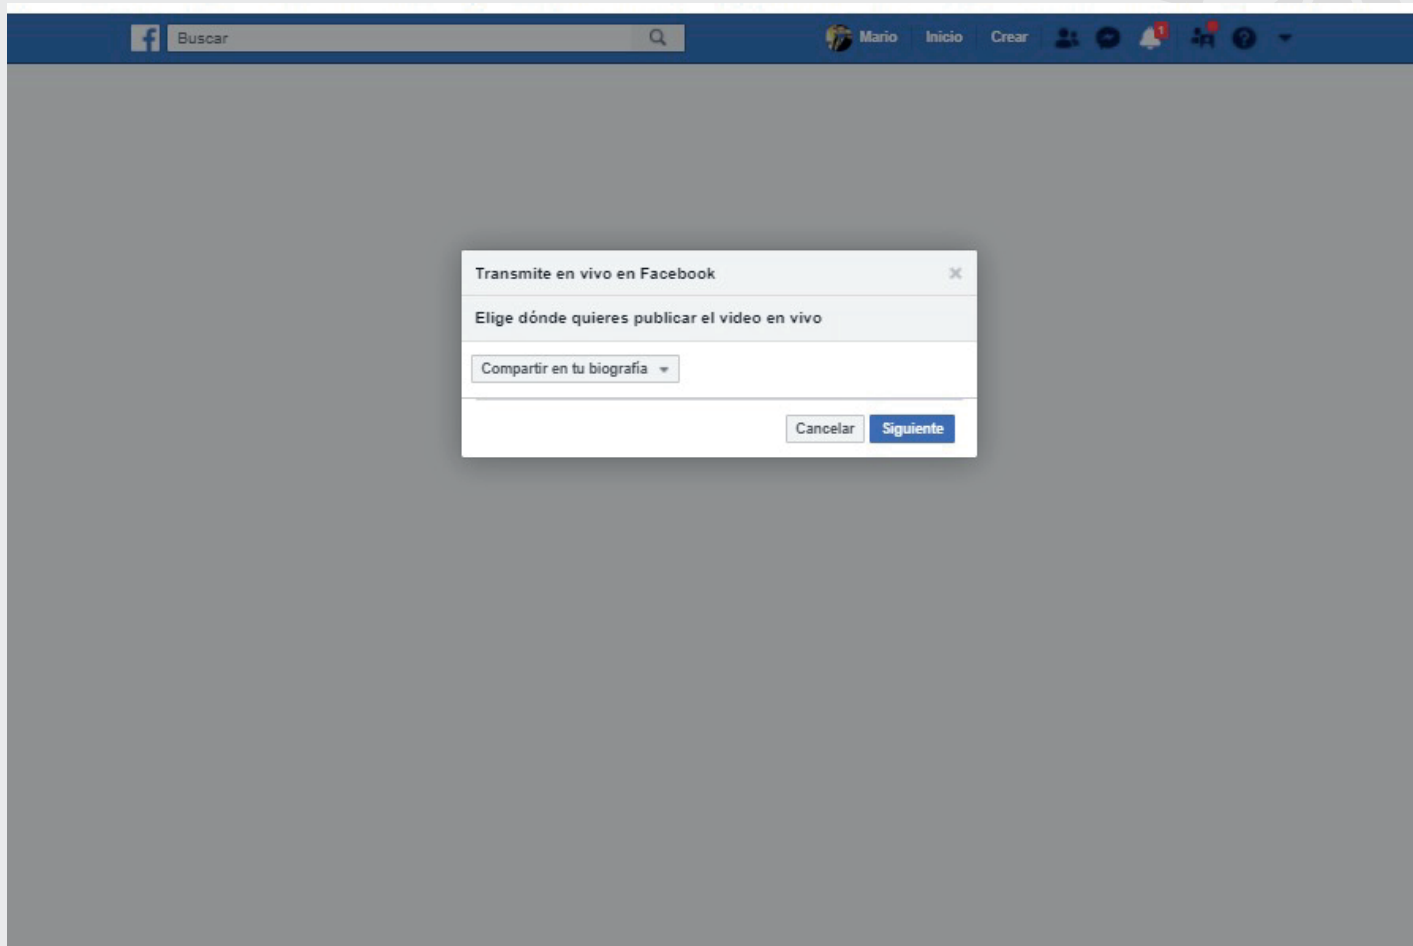 Buscar
Mario Inicio Crear 1
Transmite en vivo en Facebook
Elige dónde quieres publicar el video en vivo
Compartir en tu biografía
Cancelar Siguiente